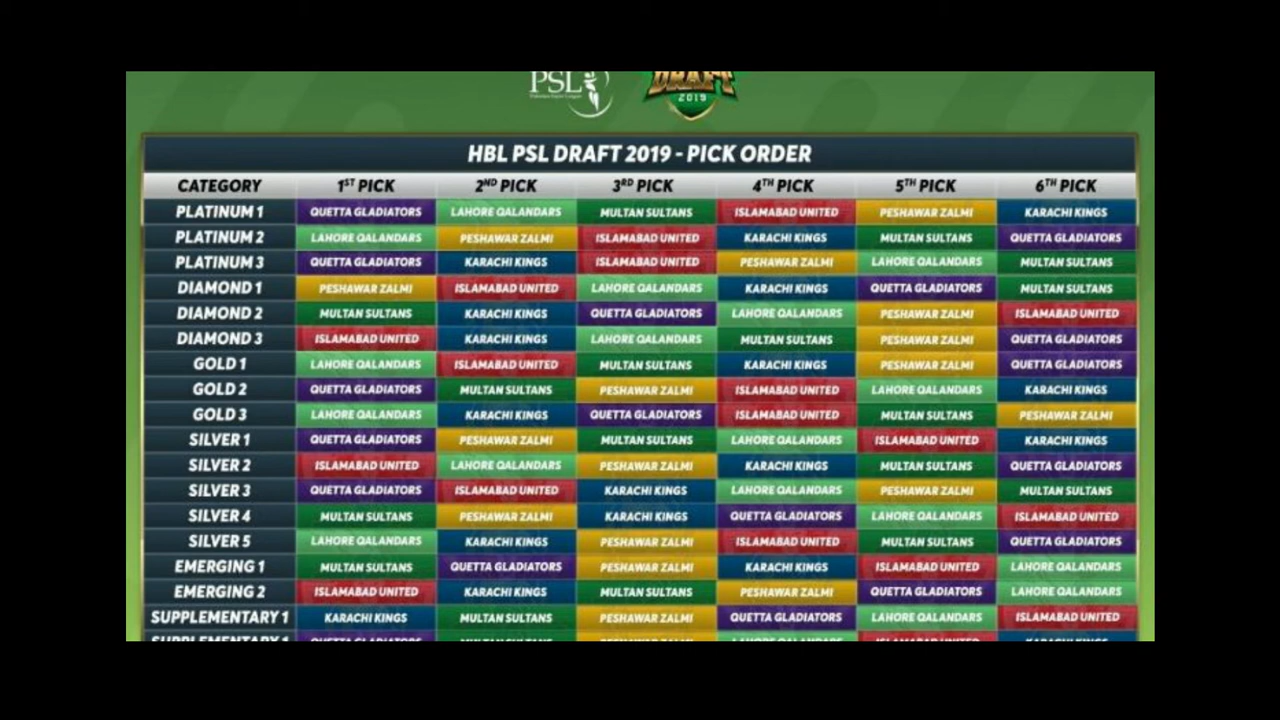 PSL
DRAFT
2019
HBL PSL DRAFT 2019 - PICK ORDER
CATEGORY 1ST PICK 2ND PICK 3RD PICK 4TH PICK 5TH PICK 6TH PICK
PLATINUM 1 QUETTA GLADIATORS LAHORE QALANDARS MULTAN SULTANS ISLAMABAD UNITED PESHAWAR ZALMI KARACHI KINGS
PLATINUM 2 LAHORE QALANDARS PESHAWAR ZALMI ISLAMABAD UNITED KARACHI KINGS MULTAN SULTANS QUETTA GLADIATORS
PLATINUM 3 QUETTA GLADIATORS KARACHI KINGS ISLAMABAD UNITED PESHAWAR ZALMI LAHORE QALANDARS MULTAN SULTANS
DIAMOND 1 PESHAWAR ZALMI ISLAMABAD UNITED LAHORE QALANDARS KARACHI KINGS QUETTA GLADIATORS MULTAN SULTANS
DIAMOND 2 MULTAN SULTANS KARACHI KINGS QUETTA GLADIATORS LAHORE QALANDARS PESHAWAR ZALMI ISLAMABAD UNITED
DIAMOND 3 ISLAMABAD UNITED KARACHI KINGS LAHORE QALANDARS MULTAN SULTANS PESHAWAR ZALMI QUETTA GLADIATORS
GOLD 1 LAHORE QALANDARS ISLAMABAD UNITED MULTAN SULTANS KARACHI KINGS PESHAWAR ZALMI QUETTA GLADIATORS
GOLD 2 QUETTA GLADIATORS MULTAN SULTANS PESHAWAR ZALMI ISLAMABAD UNITED LAHORE QALANDARS KARACHI KINGS
GOLD 3 LAHORE QALANDARS KARACHI KINGS QUETTA GLADIATORS ISLAMABAD UNITED MULTAN SULTANS PESHAWAR ZALMI
SILVER 1 QUETTA GLADIATORS PESHAWAR ZALMI MULTAN SULTANS LAHORE QALANDARS ISLAMABAD UNITED KARACHI KINGS
SILVER 2 ISLAMABAD UNITED LAHORE QALANDARS PESHAWAR ZALMI KARACHI KINGS MULTAN SULTANS QUETTA GLADIATORS
SILVER 3 QUETTA GLADIATORS ISLAMABAD UNITED KARACHI KINGS LAHORE QALANDARS PESHAWAR ZALMI MULTAN SULTANS
SILVER 4 MULTAN SULTANS PESHAWAR ZALMI KARACHI KINGS QUETTA GLADIATORS LAHORE QALANDARS ISLAMABAD UNITED
SILVER 5 LAHORE QALANDARS KARACHI KINGS PESHAWAR ZALMI ISLAMABAD UNITED MULTAN SULTANS QUETTA GLADIATORS
EMERGING 1 MULTAN SULTANS QUETTA GLADIATORS PESHAWAR ZALMI KARACHI KINGS ISLAMABAD UNITED LAHORE QALANDARS
EMERGING 2 ISLAMABAD UNITED KARACHI KINGS MULTAN SULTANS PESHAWAR ZALMI QUETTA GLADIATORS LAHORE QALANDARS
SUPPLEMENTARY 1 KARACHI KINGS MULTAN SULTANS PESHAWAR ZALMI QUETTA GLADIATORS LAHORE QALANDARS ISLAMABAD UNITED